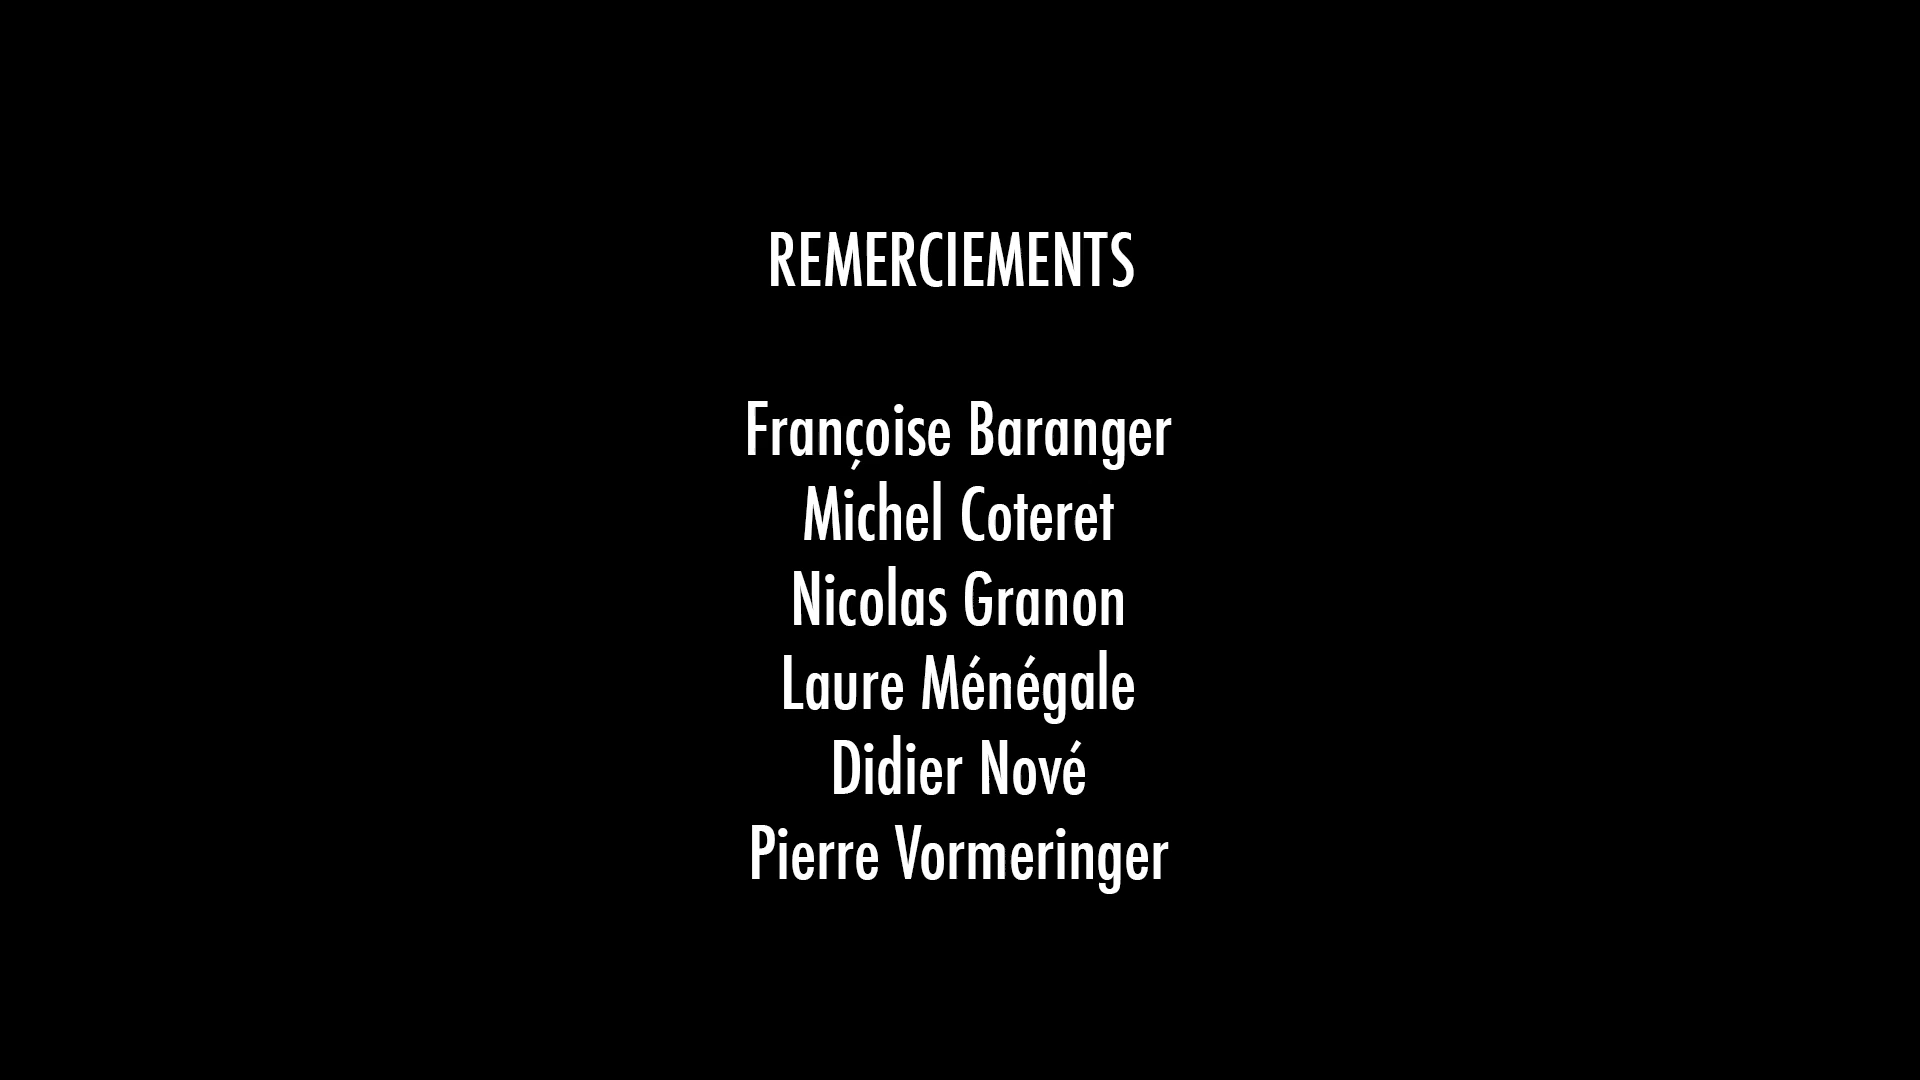 REMERCIEMENTS
Françoise Baranger
Michel Coteret
Nicolas Granon
Laure Ménégale
Didier Nové
Pierre Vormeringer